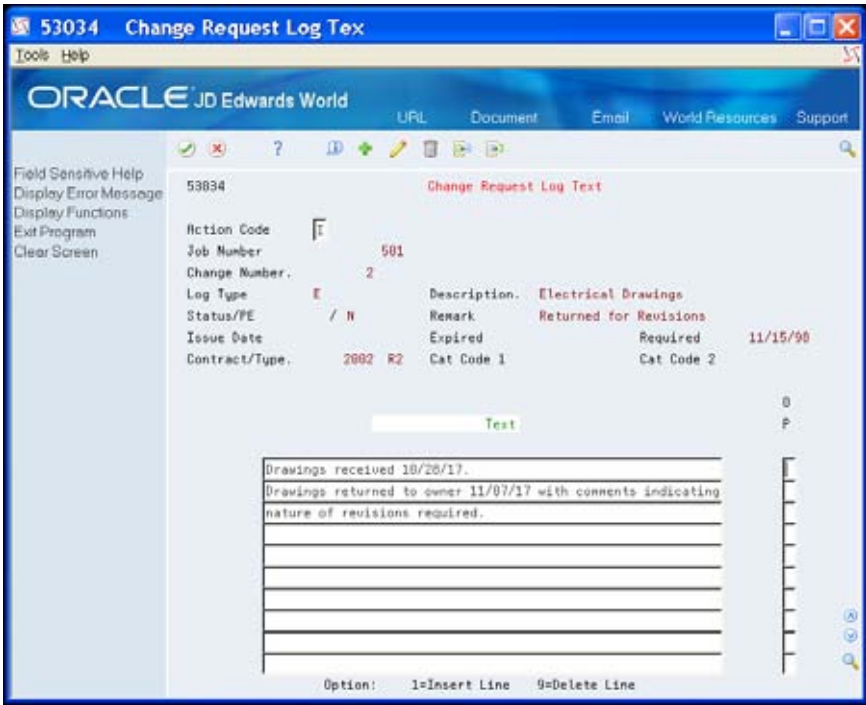 53034 Change Request Log Tex
Tools Help
ORACLE JD Edwards World
URL Document Email World Resources Support
Field Sensitive Help
Display Error Message
Display Functions
Exit Program
Clear Screen
53034 Change Request Log Text
Action Code I
Job Number 501
Change Number. 2
Log Type E Description. Electrical Drawings
Status/PE / N Remark Returned for Revisions
Issue Date Expired Required 11/15/98
Contract/Type. 2002 R2 Cat Code 1 Cat Code 2
O
Text P
Drawings received 10/28/17.
Drawings returned to owner 11/07/17 with comments indicating
nature of revisions required.
Option: 1=Insert Line 9=Delete Line